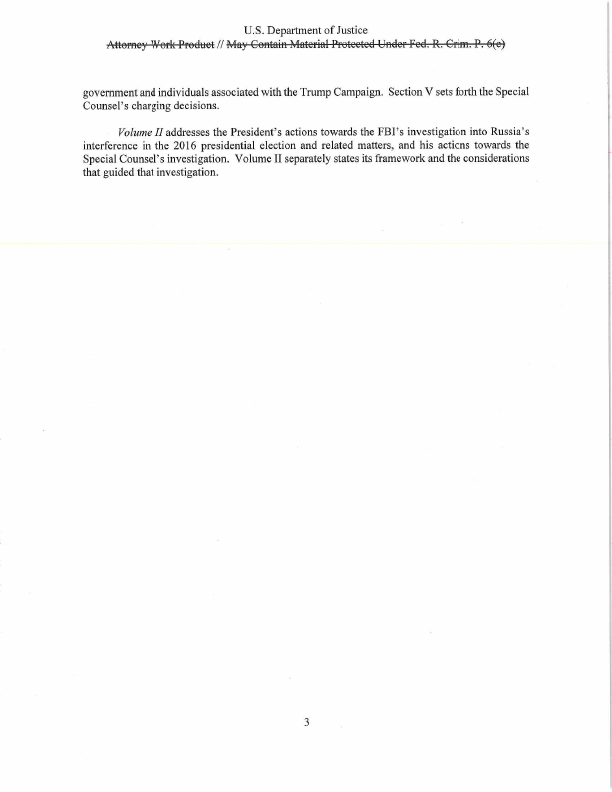 U.S. Department of Justice
Attorney Work Product // May Contain Material Protected Under Fed. R. Crim. P. 6(e)
government and individuals associated with the Trump Campaign. Section V sets forth the Special
Counsel's charging decisions.
Volume II addresses the President's actions towards the FBI's investigation into Russia's
interference in the 2016 presidential election and related matters, and his actions towards the
Special Counsel's investigation. Volume II separately states its framework and the considerations
that guided that investigation.
3